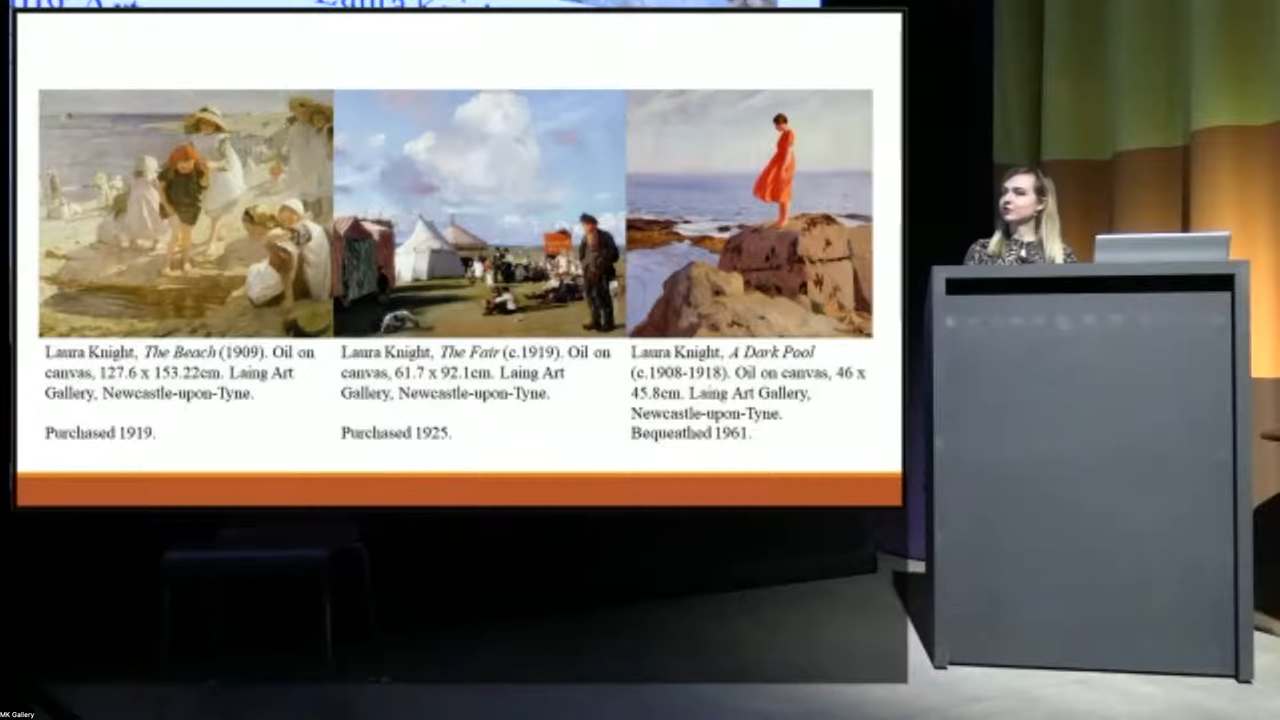 Laura Knight, The Beach (1909). Oil on
canvas, 127.6 x 153.22cm. Laing Art
Gallery, Newcastle-upon-Tyne.
Purchased 1919.
Laura Knight, The Fair (c.1919). Oil on
canvas, 61.7 x 92.1cm. Laing Art
Gallery, Newcastle-upon-Tyne.
Purchased 1925.
Laura Knight, A Dark Pool
(c.1908-1918). Oil on canvas, 46 x
45.8cm. Laing Art Gallery,
Newcastle-upon-Tyne.
Bequeathed 1961.
MK Gallery